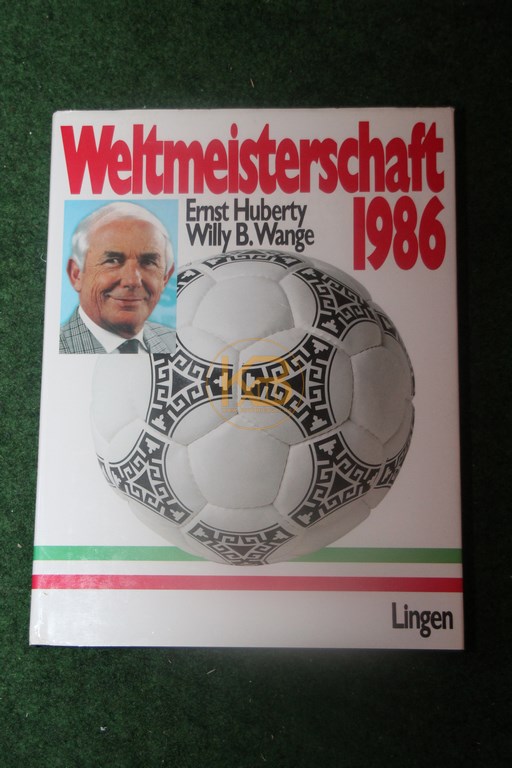 Weltmeisterschaft
1986
Ernst Huberty
Willy B. Wange
Lingen